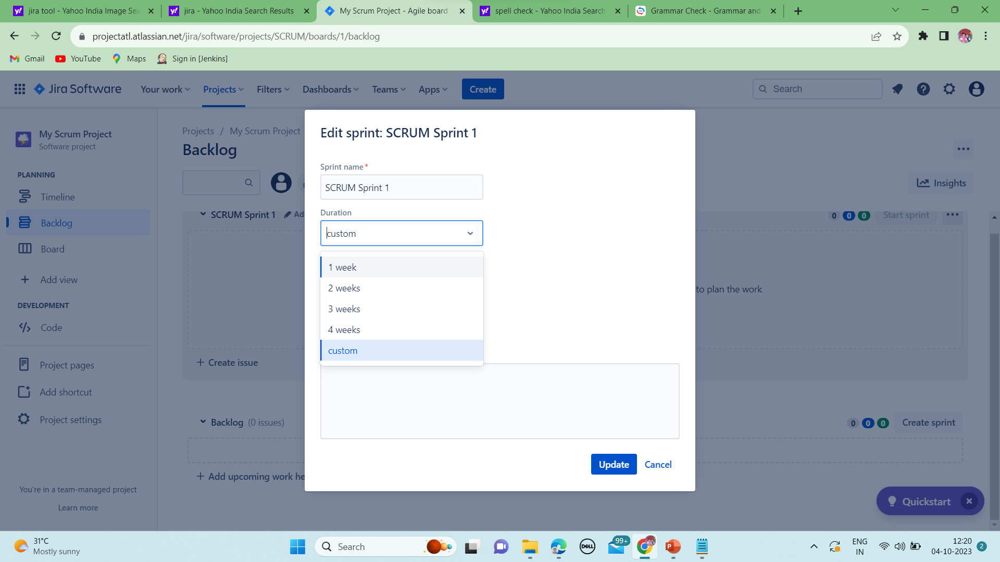 jira tool - Yahoo India Image Sea
jira - Yahoo India Search Results
My Scrum Project - Agile board
spell check - Yahoo India Search
Grammar Check - Grammar and
projectatl.atlassian.net/jira/software/projects/SCRUM/boards/1/backlog
Gmail
YouTube
Maps
Sign in [Jenkins]
Jira Software
Your work
Projects
Filters
Dashboards
Teams
Apps
Create
Search
My Scrum Project
Software project
PLANNING
Timeline
Backlog
Board
Add view
DEVELOPMENT
Code
Project pages
Add shortcut
Project settings
You're in a team-managed project
Learn more
Projects / My Scrum Project
Backlog
Insights
SCRUM Sprint 1
0 0 0
Start sprint
to plan the work
Create issue
Backlog (0 issues)
0 0 0
Create sprint
Add upcoming work he
Edit sprint: SCRUM Sprint 1
Sprint name*
SCRUM Sprint 1
Duration
custom
1 week
2 weeks
3 weeks
4 weeks
custom
Update
Cancel
Quickstart
31°C
Mostly sunny
Search
DELL
99+
P
ENG
IN
12:20
04-10-2023
2